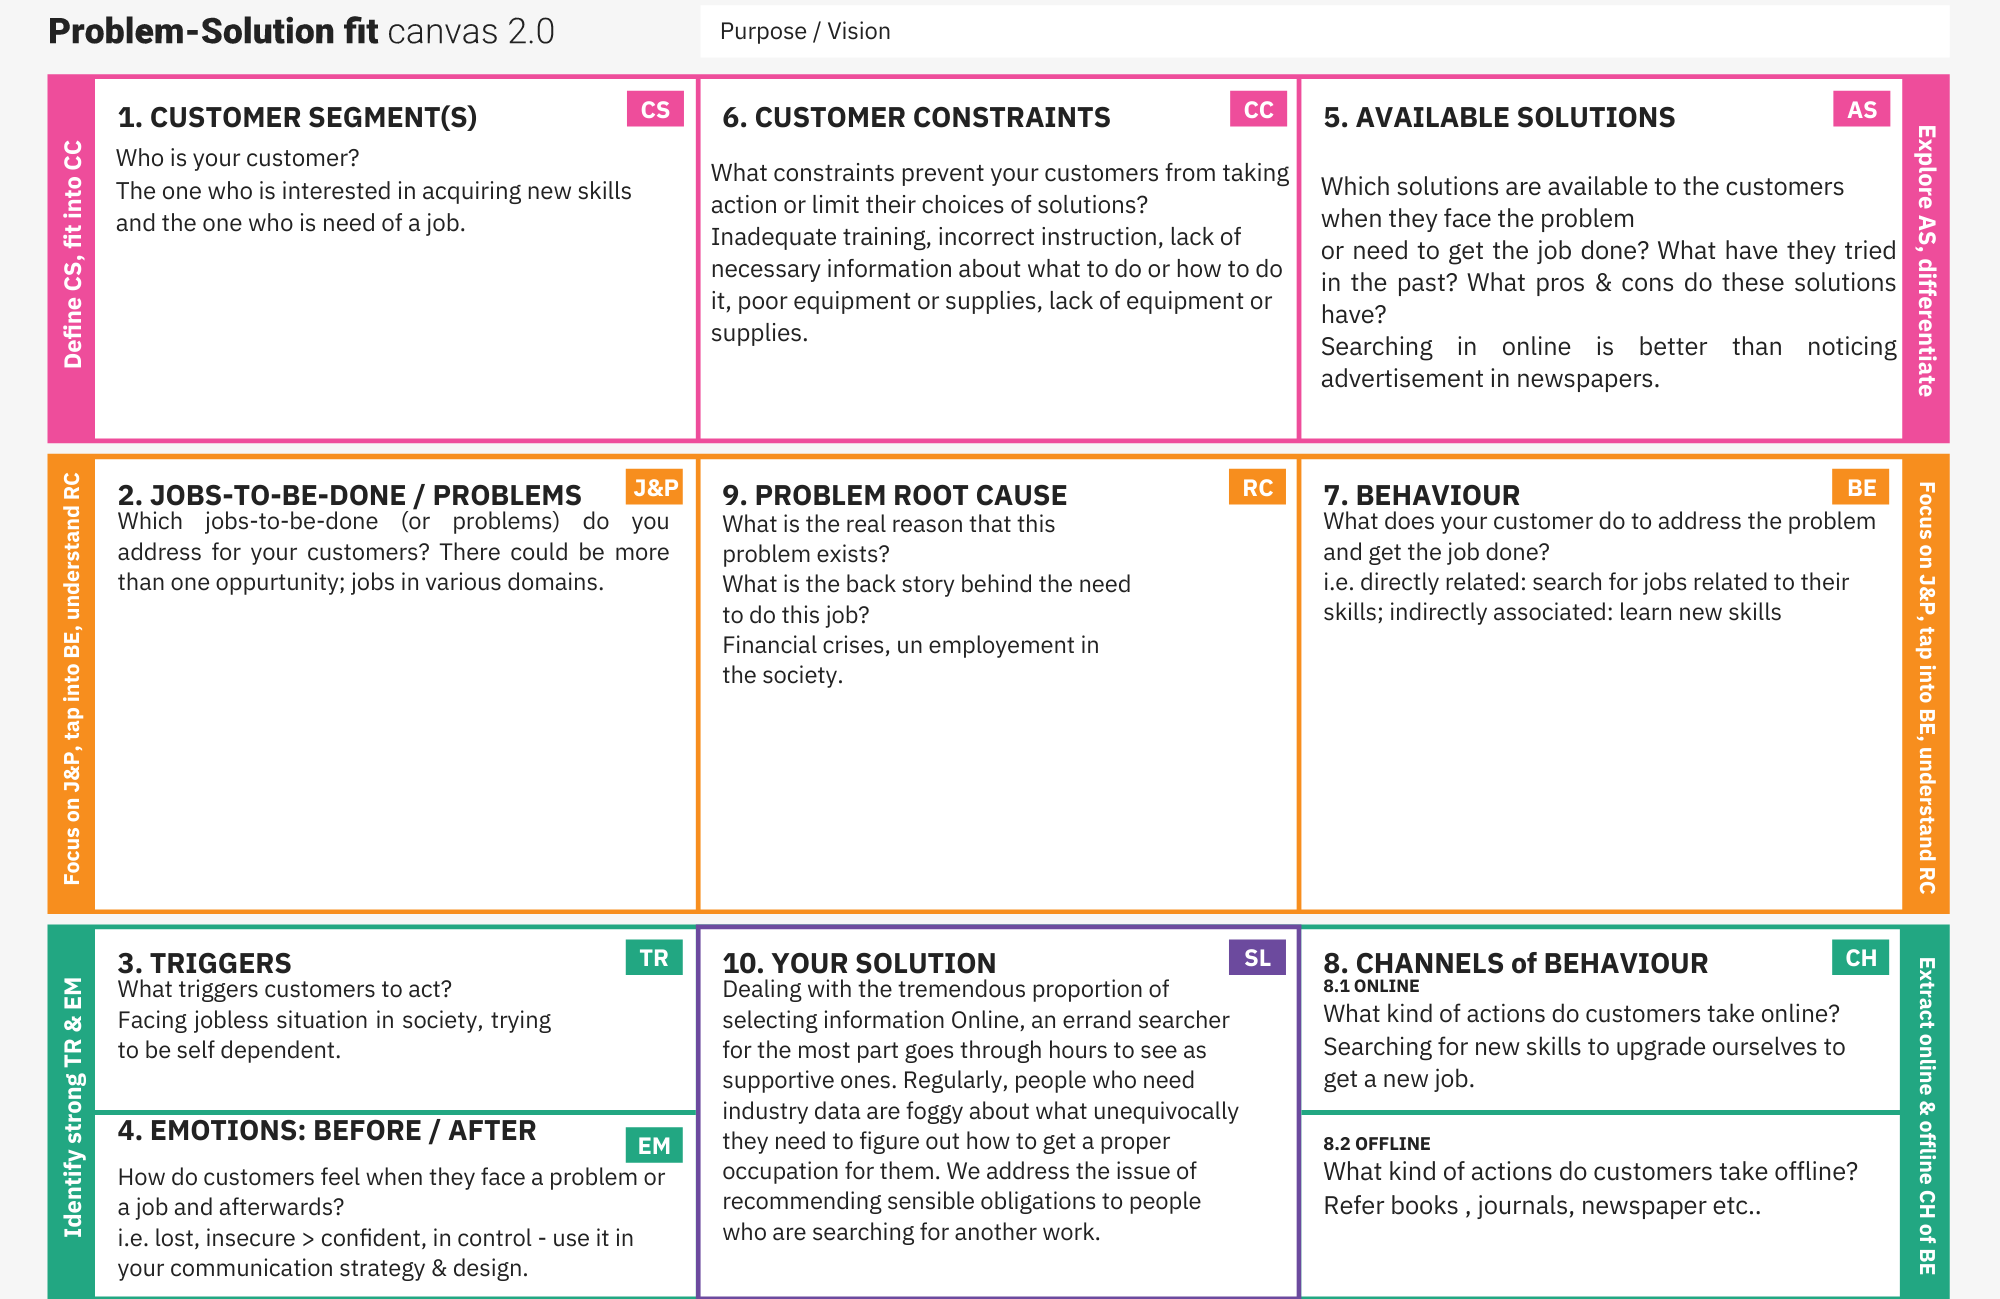 Problem-Solution fit canvas 2.0
Purpose / Vision
Define CS, fit into CC
1. CUSTOMER SEGMENT(S)
CS
Who is your customer?
The one who is interested in acquiring new skills
and the one who is need of a job.
6. CUSTOMER CONSTRAINTS
CC
What constraints prevent your customers from taking
action or limit their choices of solutions?
Inadequate training, incorrect instruction, lack of
necessary information about what to do or how to do
it, poor equipment or supplies, lack of equipment or
supplies.
5. AVAILABLE SOLUTIONS
AS
Which solutions are available to the customers
when they face the problem
or need to get the job done? What have they tried
in the past? What pros & cons do these solutions
have?
Searching in online is better than noticing
advertisement in newspapers.
Explore AS, differentiate
Focus on J&P, tap into BE, understand RC
2. JOBS-TO-BE-DONE / PROBLEMS
J&P
Which jobs-to-be-done (or problems) do you
address for your customers? There could be more
than one oppurtunity; jobs in various domains.
9. PROBLEM ROOT CAUSE
RC
What is the real reason that this
problem exists?
What is the back story behind the need
to do this job?
Financial crises, un employement in
the society.
7. BEHAVIOUR
BE
What does your customer do to address the problem
and get the job done?
i.e. directly related: search for jobs related to their
skills; indirectly associated: learn new skills
Focus on J&P, tap into BE, understand RC
Identify strong TR & EM
3. TRIGGERS
TR
What triggers customers to act?
Facing jobless situation in society, trying
to be self dependent.
4. EMOTIONS: BEFORE / AFTER
EM
How do customers feel when they face a problem or
a job and afterwards?
i.e. lost, insecure > confident, in control - use it in
your communication strategy & design.
10. YOUR SOLUTION
SL
Dealing with the tremendous proportion of
selecting information Online, an errand searcher
for the most part goes through hours to see as
supportive ones. Regularly, people who need
industry data are foggy about what unequivocally
they need to figure out how to get a proper
occupation for them. We address the issue of
recommending sensible obligations to people
who are searching for another work.
8. CHANNELS of BEHAVIOUR
CH
8.1 ONLINE
What kind of actions do customers take online?
Searching for new skills to upgrade ourselves to
get a new job.
8.2 OFFLINE
What kind of actions do customers take offline?
Refer books , journals, newspaper etc..
Extract online & offline CH of BE